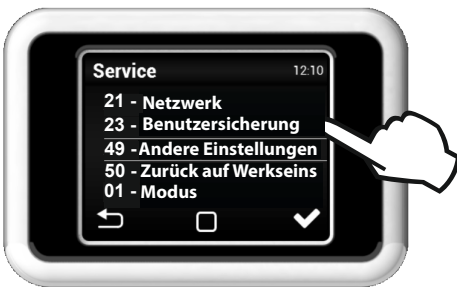 Service 12:10
21 - Netzwerk
23 - Benutzersicherung
49 -Andere Einstellungen
50 - Zurück auf Werkseins
01 - Modus